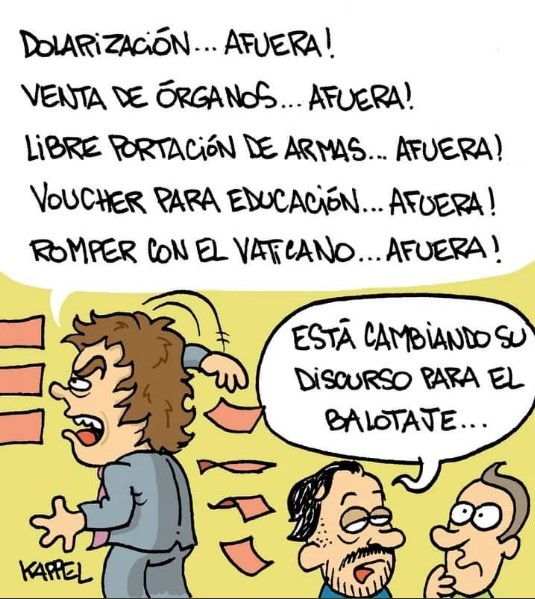 DOLARIZACIÓN... AFUERA!
VENTA DE ÓRGANOS... AFUERA!
LIBRE PORTACIÓN DE ARMAS... AFUERA!
VOUCHER PARA EDUCACIÓN... AFUERA!
ROMPER CON EL VATICANO... AFUERA!
ESTÁ CAMBIANDO SU
DISCURSO PARA EL
BALOTAJE...
KAPPEL